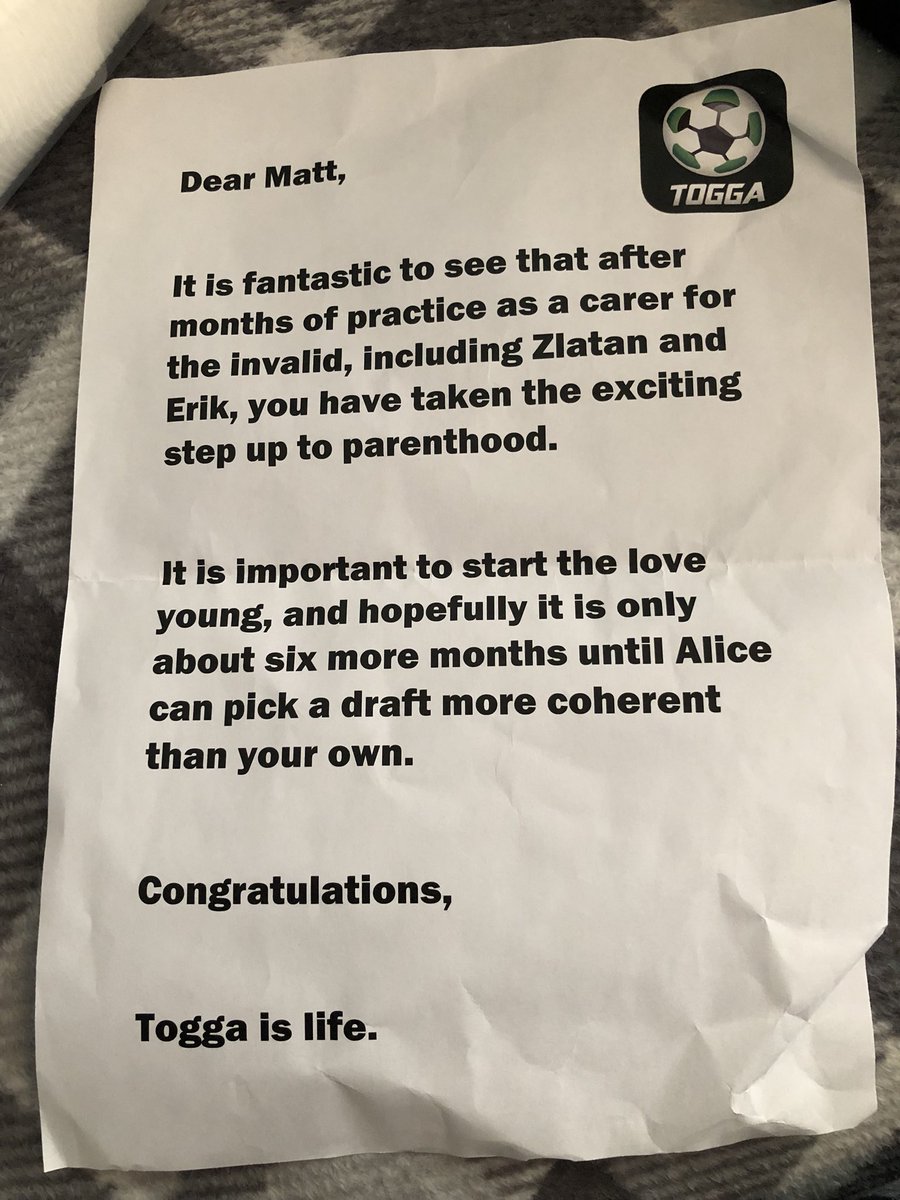 TOGGA
Dear Matt,
It is fantastic to see that after
months of practice as a carer for
the invalid, including Zlatan and
Erik, you have taken the exciting
step up to parenthood.
It is important to start the love
young, and hopefully it is only
about six more months until Alice
can pick a draft more coherent
than your own.
Congratulations,
Togga is life.